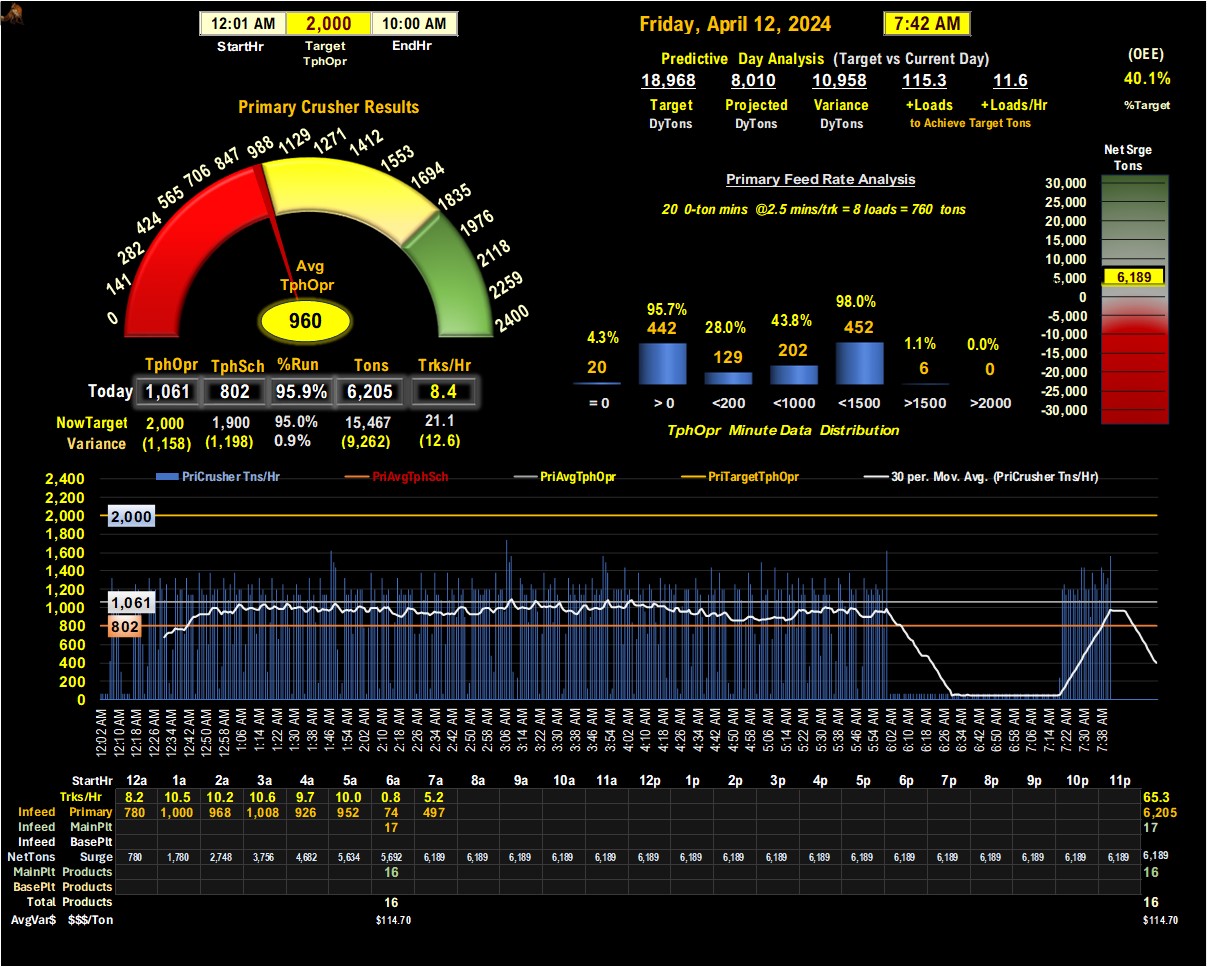 12:01 AM 2,000 10:00 AM
StartHr Target EndHr
TphOpr
Friday, April 12, 2024 7:42 AM
Predictive Day Analysis (Target vs Current Day)
18,968 8,010 10,958 115.3 11.6
Target Projected Variance +Loads +Loads/Hr
DyTons DyTons DyTons to Achieve Target Tons
(OEE)
40.1%
%Target
Primary Crusher Results
0 141 282 424 565 706 847 988 1129 1271 1412 1553 1694 1835 1976 2118 2259 2400
Avg
TphOpr
960
TphOpr TphSch %Run Tons Trks/Hr
Today 1,061 802 95.9% 6,205 8.4
NowTarget 2,000 1,900 95.0% 15,467 21.1
Variance (1,158) (1,198) 0.9% (9,262) (12.6)
Primary Feed Rate Analysis
20 0-ton mins @2.5 mins/trk = 8 loads = 760 tons
4.3% 95.7% 28.0% 43.8% 98.0% 1.1% 0.0%
20 442 129 202 452 6 0
= 0 > 0 <200 <1000 <1500 >1500 >2000
TphOpr Minute Data Distribution
Net Srge
Tons
30,000
25,000
20,000
15,000
10,000
5,000
6,189
0
-5,000
-10,000
-15,000
-20,000
-25,000
-30,000
PriCrusher Tns/Hr PriAvgTphSch PriAvgTphOpr PriTargetTphOpr 30 per. Mov. Avg. (PriCrusher Tns/Hr)
2,400
2,200
2,000 2,000
1,800
1,600
1,400
1,200
1,000 1,061
800 802
600
400
200
0
12:02 AM 12:10 AM 12:18 AM 12:26 AM 12:34 AM 12:42 AM 12:50 AM 12:58 AM 1:06 AM 1:14 AM 1:22 AM 1:30 AM 1:38 AM 1:46 AM 1:54 AM 2:02 AM 2:10 AM 2:18 AM 2:26 AM 2:34 AM 2:42 AM 2:50 AM 2:58 AM 3:06 AM 3:14 AM 3:22 AM 3:30 AM 3:38 AM 3:46 AM 3:54 AM 4:02 AM 4:10 AM 4:18 AM 4:26 AM 4:34 AM 4:42 AM 4:50 AM 4:58 AM 5:06 AM 5:14 AM 5:22 AM 5:30 AM 5:38 AM 5:46 AM 5:54 AM 6:02 AM 6:10 AM 6:18 AM 6:26 AM 6:34 AM 6:42 AM 6:50 AM 6:58 AM 7:06 AM 7:14 AM 7:22 AM 7:30 AM 7:38 AM
StartHr 12a 1a 2a 3a 4a 5a 6a 7a 8a 9a 10a 11a 12p 1p 2p 3p 4p 5p 6p 7p 8p 9p 10p 11p
Trks/Hr 8.2 10.5 10.2 10.6 9.7 10.0 0.8 5.2 65.3
Infeed Primary 780 1,000 968 1,008 926 952 74 497 6,205
Infeed MainPlt 17 17
Infeed BasePlt
NetTons Surge 780 1,780 2,748 3,756 4,682 5,634 5,692 6,189 6,189 6,189 6,189 6,189 6,189 6,189 6,189 6,189 6,189 6,189 6,189 6,189 6,189 6,189 6,189 6,189 6,189
MainPlt Products 16 16
BasePlt Products
Total Products 16 16
AvgVar$ $$$/Ton $114.70 $114.70